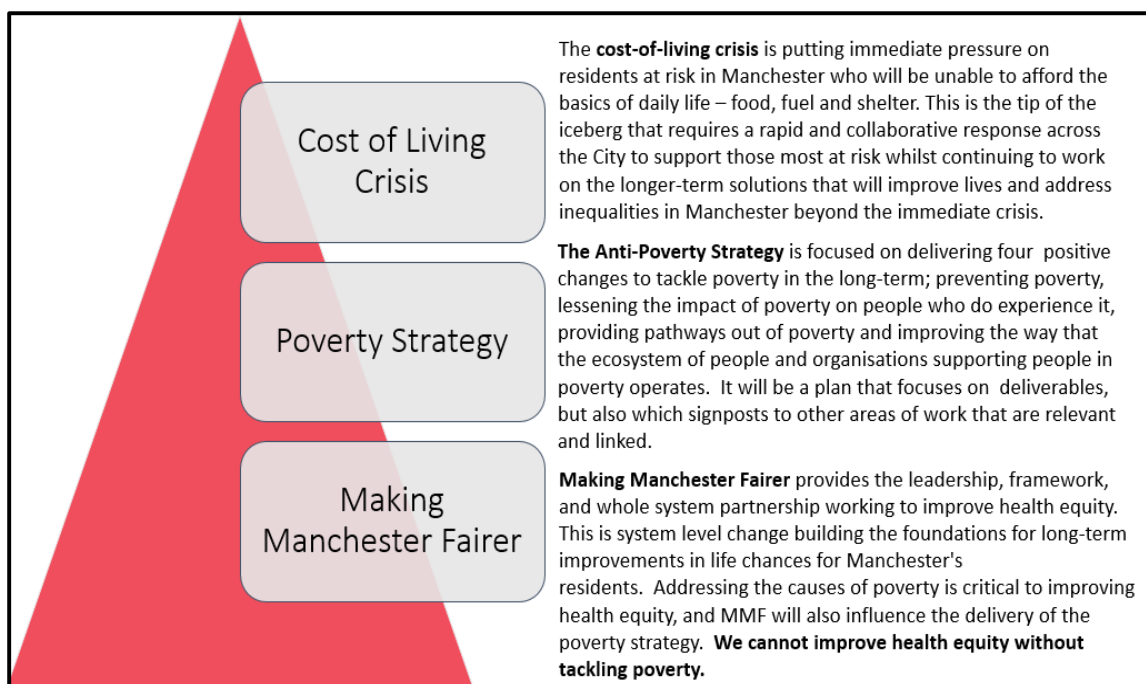 Cost of Living
Crisis
The cost-of-living crisis is putting immediate pressure on
residents at risk in Manchester who will be unable to afford the
basics of daily life – food, fuel and shelter. This is the tip of the
iceberg that requires a rapid and collaborative response across
the City to support those most at risk whilst continuing to work
on the longer-term solutions that will improve lives and address
inequalities in Manchester beyond the immediate crisis.
Poverty Strategy
The Anti-Poverty Strategy is focused on delivering four  positive
changes to tackle poverty in the long-term; preventing poverty,
lessening the impact of poverty on people who do experience it,
providing pathways out of poverty and improving the way that
the ecosystem of people and organisations supporting people in
poverty operates.  It will be a plan that focuses on  deliverables,
but also which signposts to other areas of work that are relevant
and linked.
Making
Manchester Fairer
Making Manchester Fairer provides the leadership, framework,
and whole system partnership working to improve health equity.
This is system level change building the foundations for long-term
improvements in life chances for Manchester's
residents.  Addressing the causes of poverty is critical to improving
health equity, and MMF will also influence the delivery of the
poverty strategy.  We cannot improve health equity without
tackling poverty.